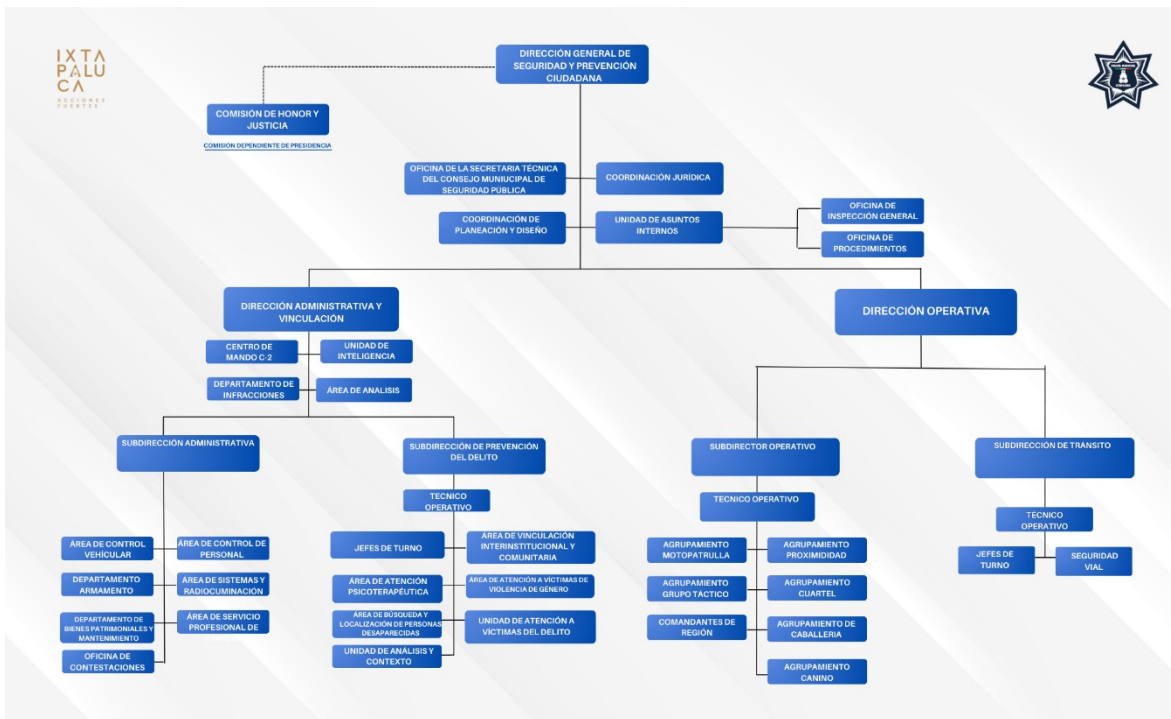 IXTA
PALU
CA
ACCIONES
FUERTES
DIRECCIÓN GENERAL DE
SEGURIDAD Y PREVENCIÓN
CIUDADANA
COMISIÓN DE HONOR Y
JUSTICIA
COMISIÓN DEPENDIENTE DE PRESIDENCIA
OFICINA DE LA SECRETARIA TÉCNICA
DEL CONSEJO MUNIUCIPAL DE
SEGURIDAD PÚBLICA
COORDINACIÓN JURÍDICA
COORDINACIÓN DE
PLANEACIÓN Y DISEÑO
UNIDAD DE ASUNTOS
INTERNOS
OFICINA DE
INSPECCIÓN GENERAL
OFICINA DE
PROCEDIMIENTOS
DIRECCIÓN ADMINISTRATIVA Y
VINCULACIÓN
DIRECCIÓN OPERATIVA
CENTRO DE
MANDO C-2
UNIDAD DE
INTELIGENCIA
DEPARTAMENTO DE
INFRACCIONES
ÁREA DE ANALISIS
SUBDIRECCIÓN ADMINISTRATIVA
SUBDIRECCIÓN DE PREVENCIÓN
DEL DELITO
SUBDIRECTOR OPERATIVO
SUBDIRECCIÓN DE TRÁNSITO
ÁREA DE CONTROL
VEHÍCULAR
ÁREA DE CONTROL DE
PERSONAL
DEPARTAMENTO
ARMAMENTO
ÁREA DE SISTEMAS Y
RADIOCUMINACIÓN
DEPARTAMENTO DE
BIENES PATRIMONIALES Y
MANTENIMIENTO
ÁREA DE SERVICIO
PROFESIONAL DE
OFICINA DE
CONTESTACIONES
TECNICO
OPERATIVO
JEFES DE TURNO
ÁREA DE VINCULACIÓN
INTERINSTITUCIONAL Y
COMUNITARIA
ÁREA DE ATENCIÓN
PSICOTERAPÉUTICA
ÁREA DE ATENCIÓN A VÍCTIMAS DE
VIOLENCIA DE GÉNERO
ÁREA DE BÚSQUEDA Y
LOCALIZACIÓN DE PERSONAS
DESAPARECIDAS
UNIDAD DE ATENCIÓN A
VÍCTIMAS DEL DELITO
UNIDAD DE ANÁLISIS Y
CONTEXTO
TECNICO OPERATIVO
AGRUPAMIENTO
MOTOPATRULLA
AGRUPAMIENTO
PROXIMIDIDAD
AGRUPAMIENTO
GRUPO TÁCTICO
AGRUPAMIENTO
CUARTEL
COMANDANTES DE
REGIÓN
AGRUPAMIENTO DE
CABALLERIA
AGRUPAMIENTO
CANINO
TÉCNICO
OPERATIVO
JEFES DE
TURNO
SEGURIDAD
VIAL